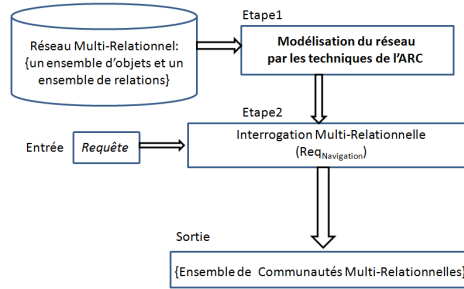 Etape1
Réseau Multi-Relationnel:
{un ensemble d'objets et un
ensemble de relations}
Modélisation du réseau
par les techniques de l'ARC
Etape2
Entrée
Requête
Interrogation Multi-Relationnelle
(ReqNavigation)
Sortie
{Ensemble de Communautés Multi-Relationnelles}